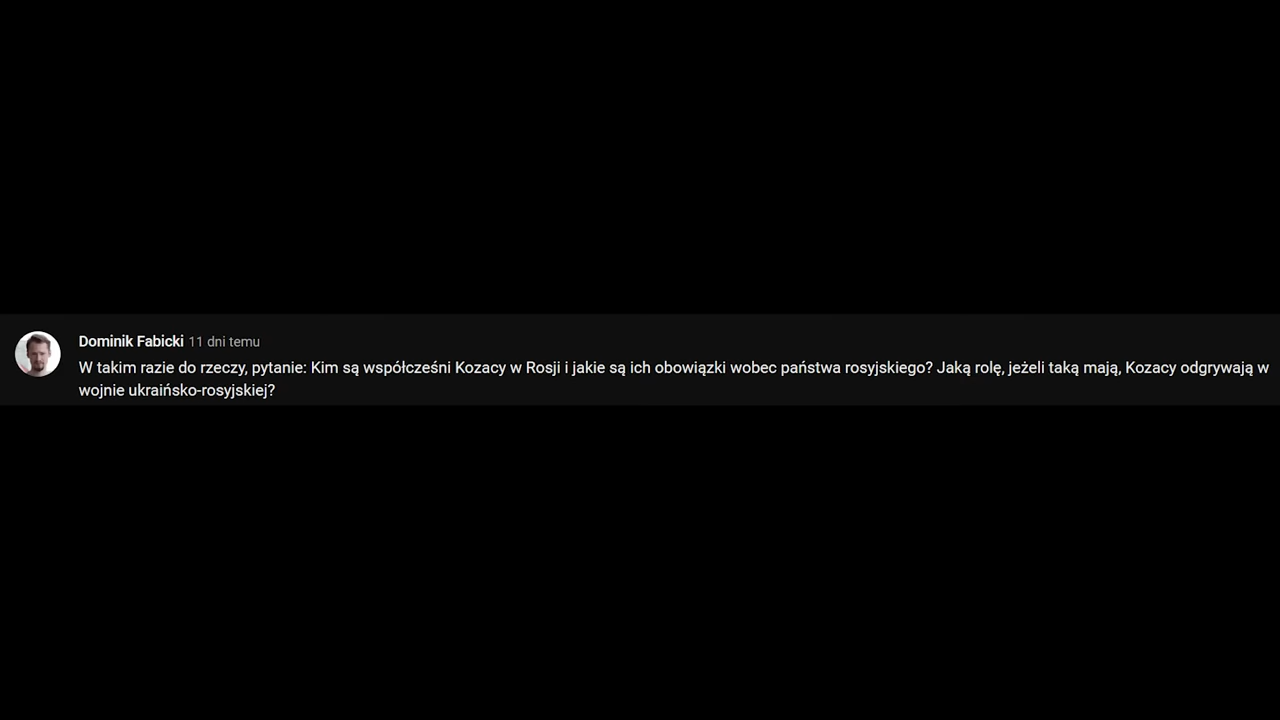 Dominik Fabicki 11 dni temu
W takim razie do rzeczy, pytanie: Kim są współcześni Kozacy w Rosji i jakie są ich obowiązki wobec państwa rosyjskiego? Jaką rolę, jeżeli taką mają, Kozacy odgrywają w
wojnie ukraińsko-rosyjskiej?